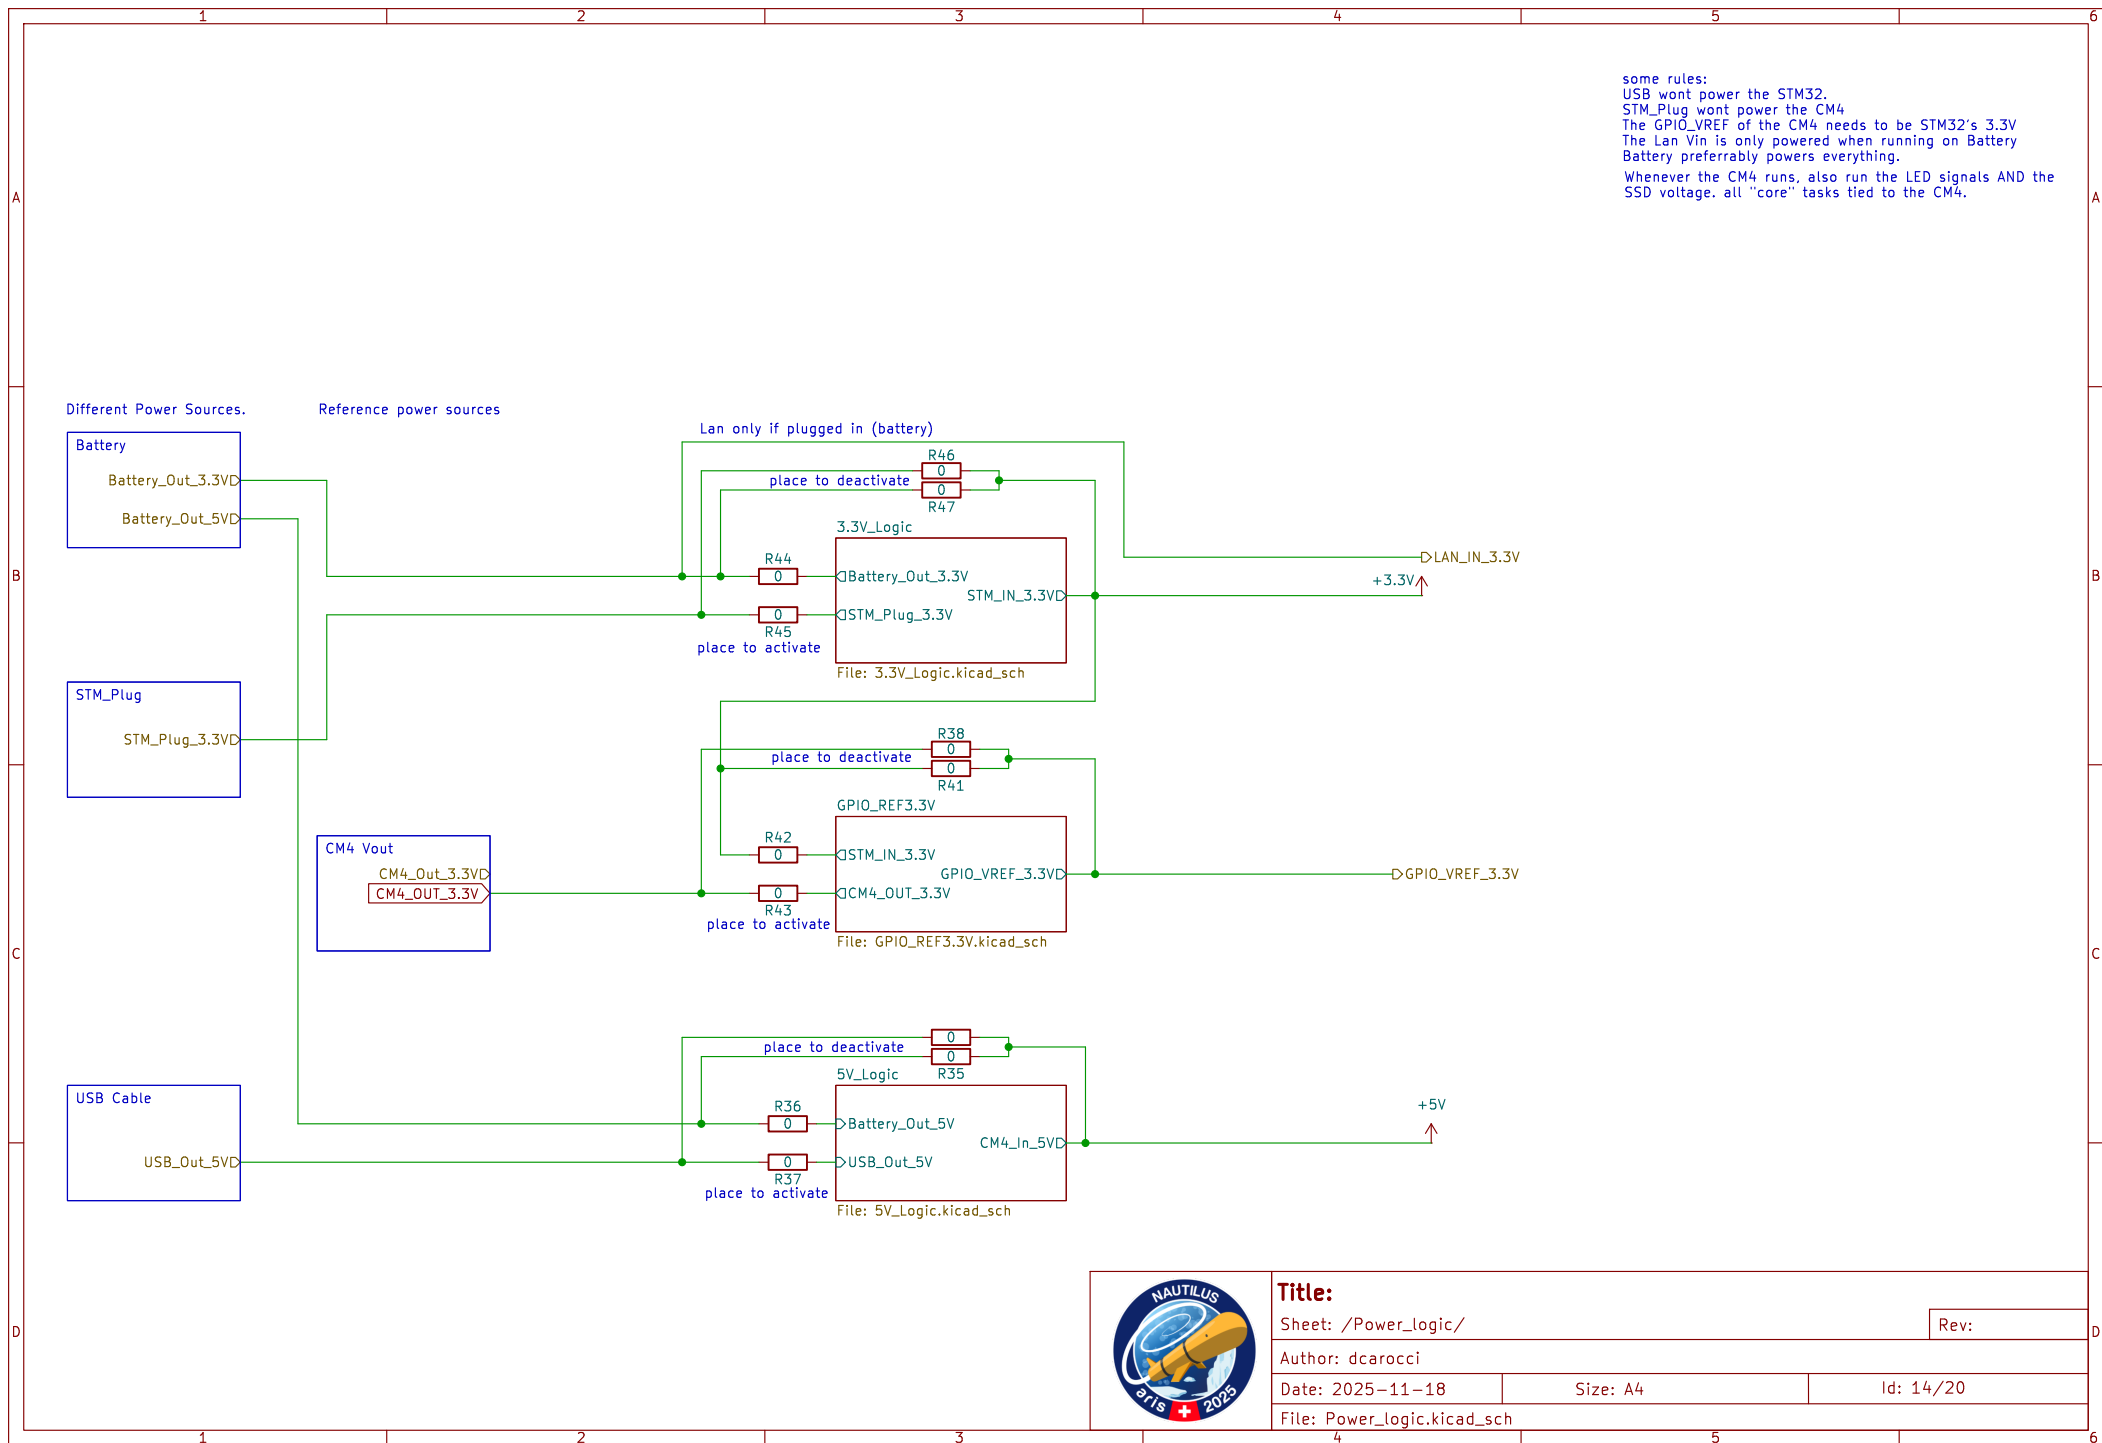 1 2 3 4 5 6
some rules:
USB wont power the STM32.
STM_Plug wont power the CM4
The GPIO_VREF of the CM4 needs to be STM32's 3.3V
The Lan Vin is only powered when running on Battery
Battery preferrably powers everything.
Whenever the CM4 runs, also run the LED signals AND the
SSD voltage. all "core" tasks tied to the CM4.
A A
Different Power Sources.
Reference power sources
Battery
Battery_Out_3.3V
Battery_Out_5V
Lan only if plugged in (battery)
R46
0
place to deactivate
0
R47
3.3V_Logic
R44
0
Battery_Out_3.3V
STM_IN_3.3V
0
STM_Plug_3.3V
R45
place to activate
File: 3.3V_Logic.kicad_sch
LAN_IN_3.3V
+3.3V
B B
STM_Plug
STM_Plug_3.3V
R38
0
place to deactivate
0
R41
GPIO_REF3.3V
CM4 Vout
CM4_Out_3.3V
CM4_OUT_3.3V
R42
0
STM_IN_3.3V
GPIO_VREF_3.3V
0
CM4_OUT_3.3V
R43
place to activate
File: GPIO_REF3.3V.kicad_sch
GPIO_VREF_3.3V
C C
0
place to deactivate
0
R35
5V_Logic
USB Cable
USB_Out_5V
R36
0
Battery_Out_5V
CM4_In_5V
0
USB_Out_5V
R37
place to activate
File: 5V_Logic.kicad_sch
+5V
D D
NAUTILUS
aris 2025
Title:
Sheet: /Power_logic/
Rev:
Author: dcarocci
Date: 2025-11-18
Size: A4
Id: 14/20
File: Power_logic.kicad_sch
1 2 3 4 5 6